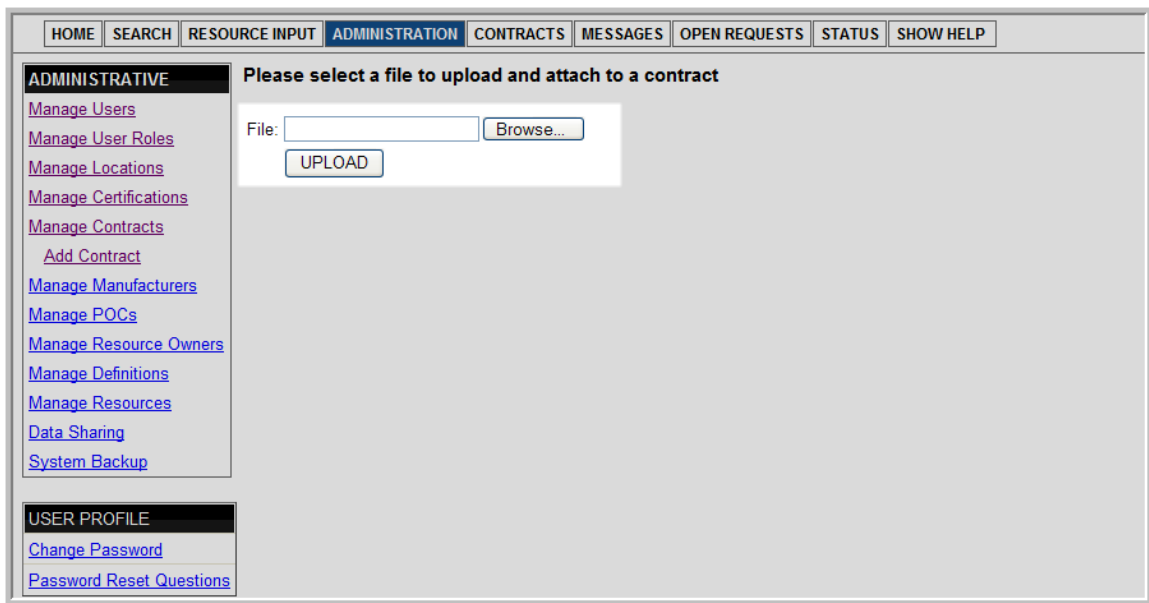 HOME SEARCH RESOURCE INPUT ADMINISTRATION CONTRACTS MESSAGES OPEN REQUESTS STATUS SHOW HELP
ADMINISTRATIVE
Manage Users
Manage User Roles
Manage Locations
Manage Certifications
Manage Contracts
Add Contract
Manage Manufacturers
Manage POCs
Manage Resource Owners
Manage Definitions
Manage Resources
Data Sharing
System Backup
USER PROFILE
Change Password
Password Reset Questions
Please select a file to upload and attach to a contract
File: Browse...
UPLOAD